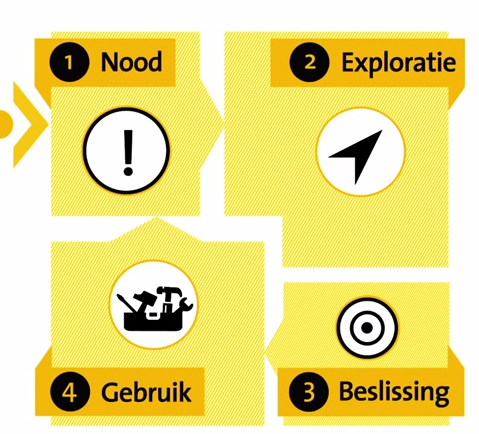 1 Nood
2 Exploratie
3 Beslissing
4 Gebruik